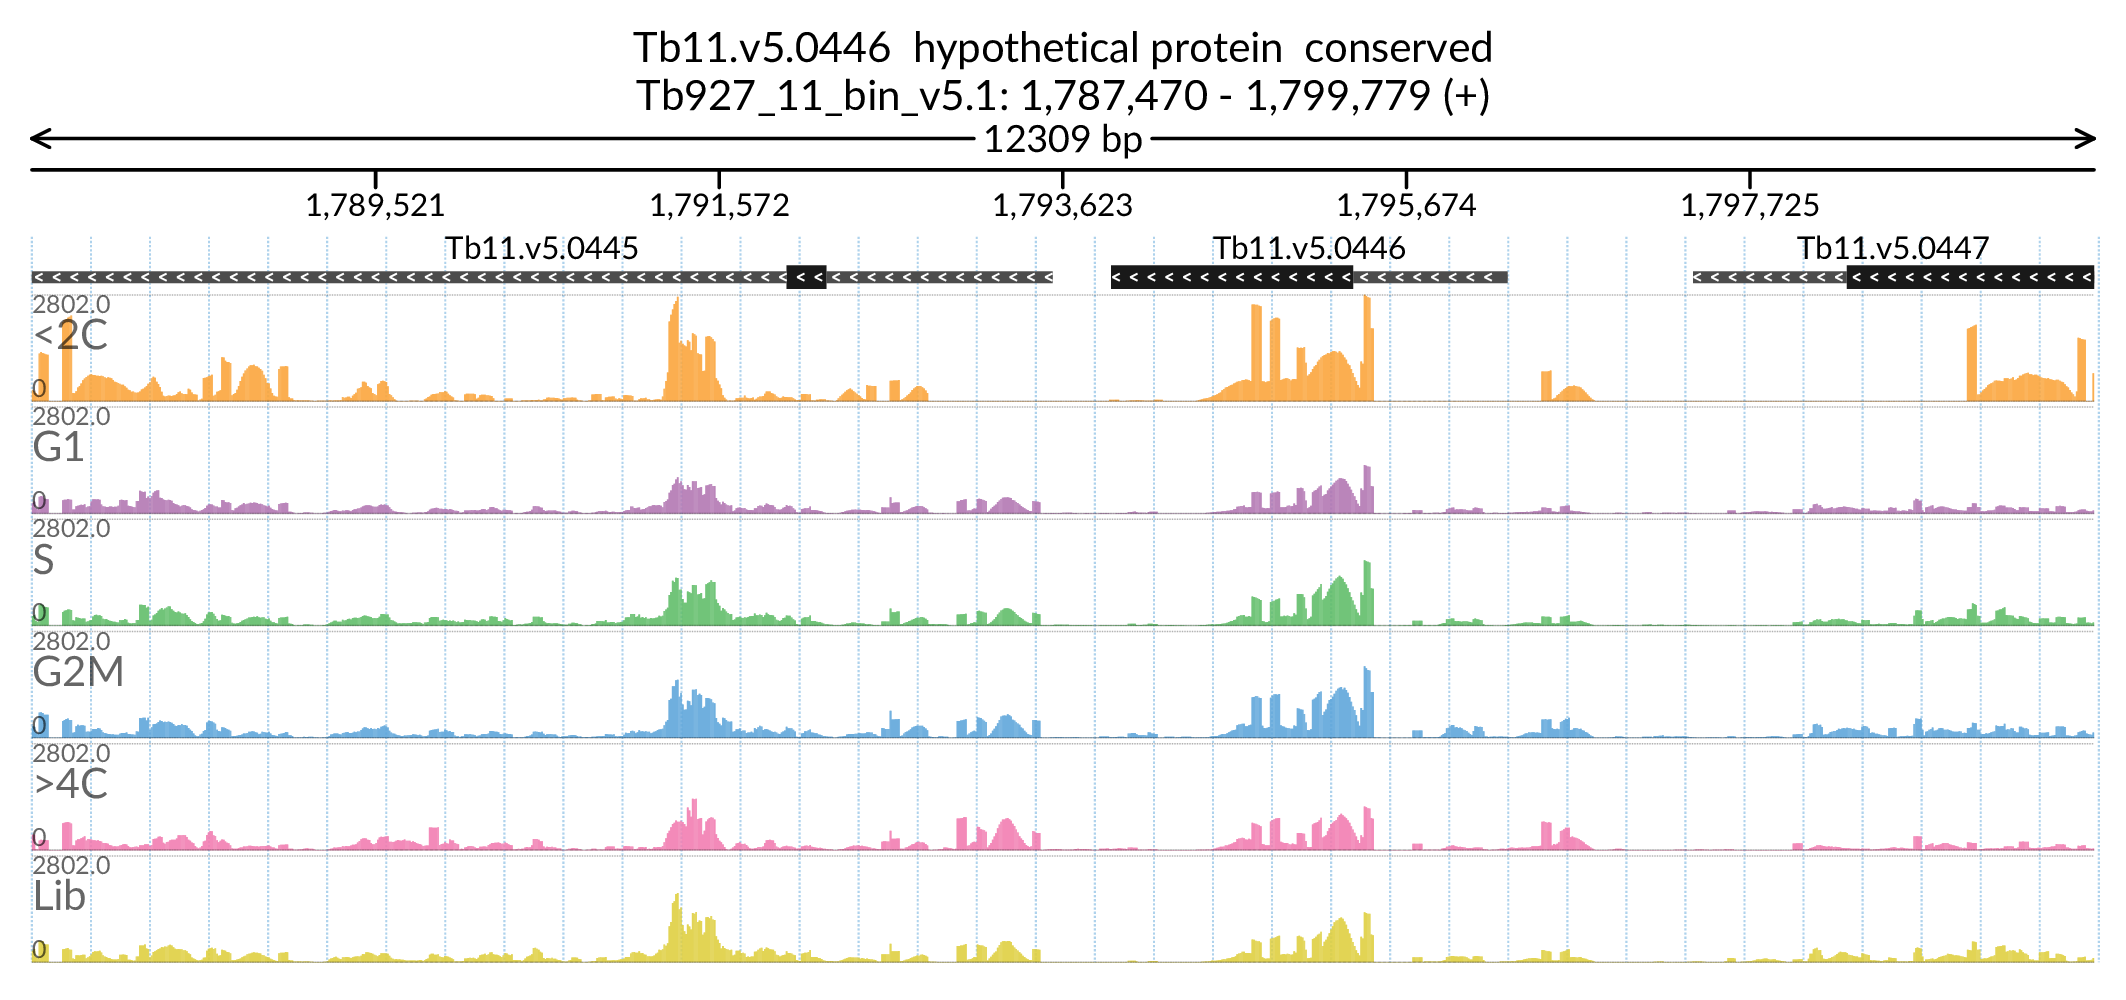 Tb11.v5.0446  hypothetical protein  conserved
Tb927_11_bin_v5.1: 1,787,470 - 1,799,779 (+)
12309 bp
1,789,521 1,791,572 1,793,623 1,795,674 1,797,725
Tb11.v5.0445 Tb11.v5.0446 Tb11.v5.0447
2802.0
<2C
0
2802.0
G1
0
2802.0
S
0
2802.0
G2M
0
2802.0
>4C
0
2802.0
Lib
0